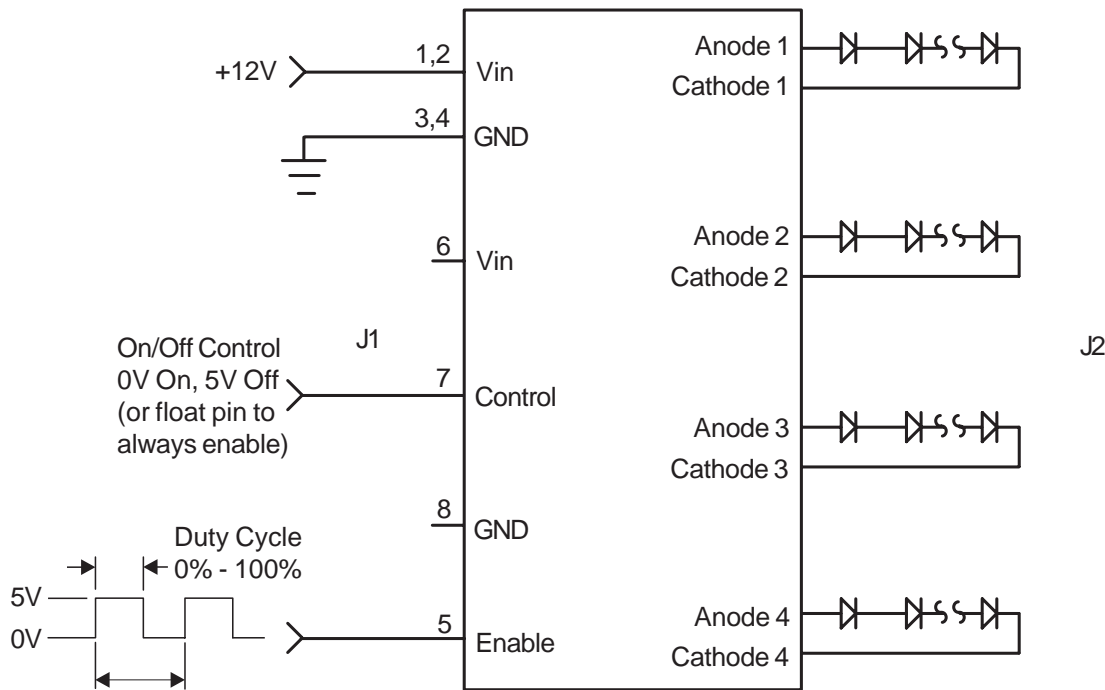 +12V
1,2
Vin
3,4
GND
6
Vin
J1
On/Off Control
0V On, 5V Off
(or float pin to
always enable)
7
Control
8
GND
Duty Cycle
0% - 100%
5V
0V
5
Enable
Anode 1
Cathode 1
Anode 2
Cathode 2
J2
Anode 3
Cathode 3
Anode 4
Cathode 4